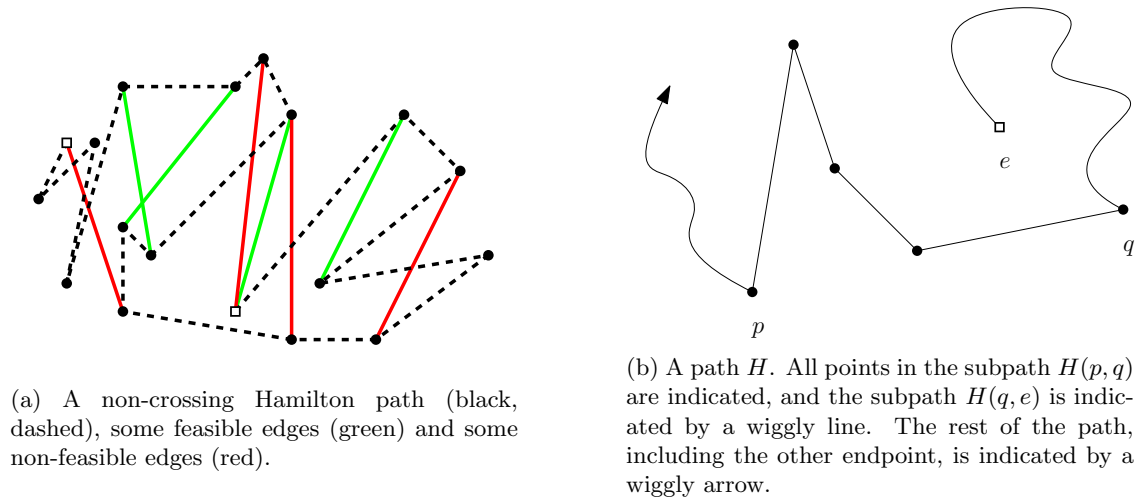 e
q
p
(a) A non-crossing Hamilton path (black,
dashed), some feasible edges (green) and some
non-feasible edges (red).
(b) A path H. All points in the subpath H(p, q)
are indicated, and the subpath H(q, e) is indic-
ated by a wiggly line. The rest of the path,
including the other endpoint, is indicated by a
wiggly arrow.